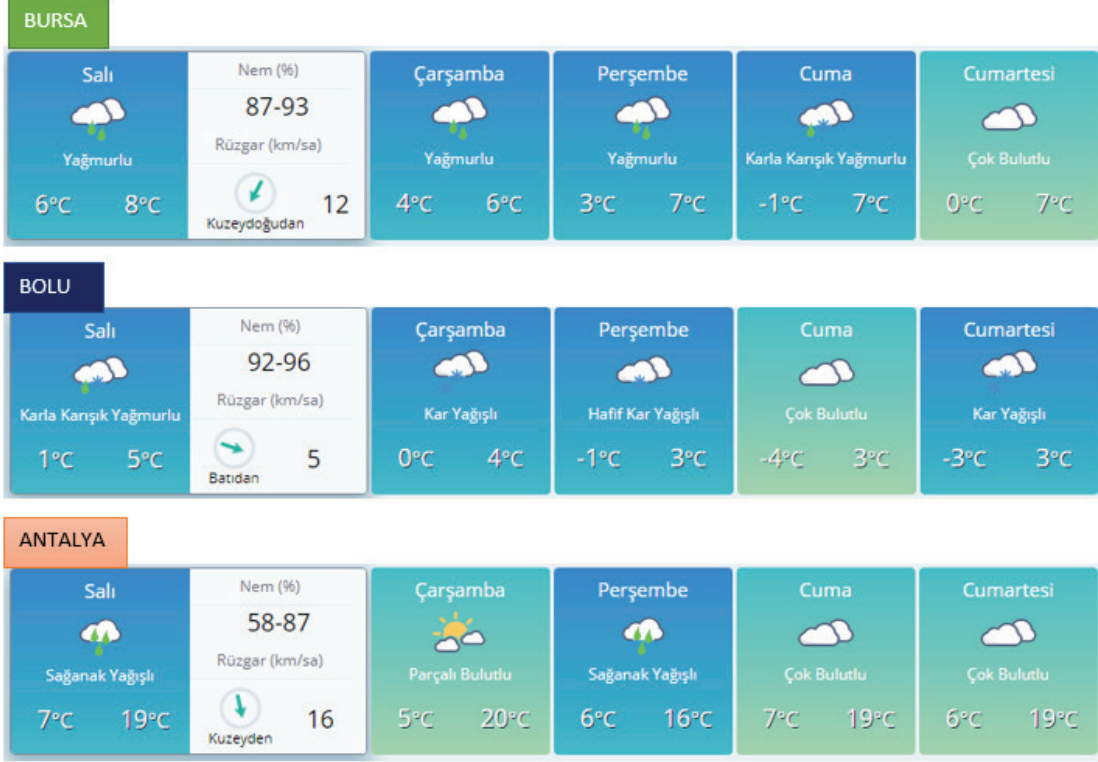 BURSA
Salı
Yağmurlu
6°C 8°C
Nem (%)
87-93
Rüzgar (km/sa)
Kuzeydoğudan
12
Çarşamba
Yağmurlu
4°C 6°C
Perşembe
Yağmurlu
3°C 7°C
Cuma
Karla Karışık Yağmurlu
-1°C 7°C
Cumartesi
Çok Bulutlu
0°C 7°C
BOLU
Salı
Karla Karışık Yağmurlu
1°C 5°C
Nem (%)
92-96
Rüzgar (km/sa)
Batıdan
5
Çarşamba
Kar Yağışlı
0°C 4°C
Perşembe
Hafif Kar Yağışlı
-1°C 3°C
Cuma
Çok Bulutlu
-4°C 3°C
Cumartesi
Kar Yağışlı
-3°C 3°C
ANTALYA
Salı
Sağanak Yağışlı
7°C 19°C
Nem (%)
58-87
Rüzgar (km/sa)
Kuzeyden
16
Çarşamba
Parçalı Bulutlu
5°C 20°C
Perşembe
Sağanak Yağışlı
6°C 16°C
Cuma
Çok Bulutlu
7°C 19°C
Cumartesi
Çok Bulutlu
6°C 19°C